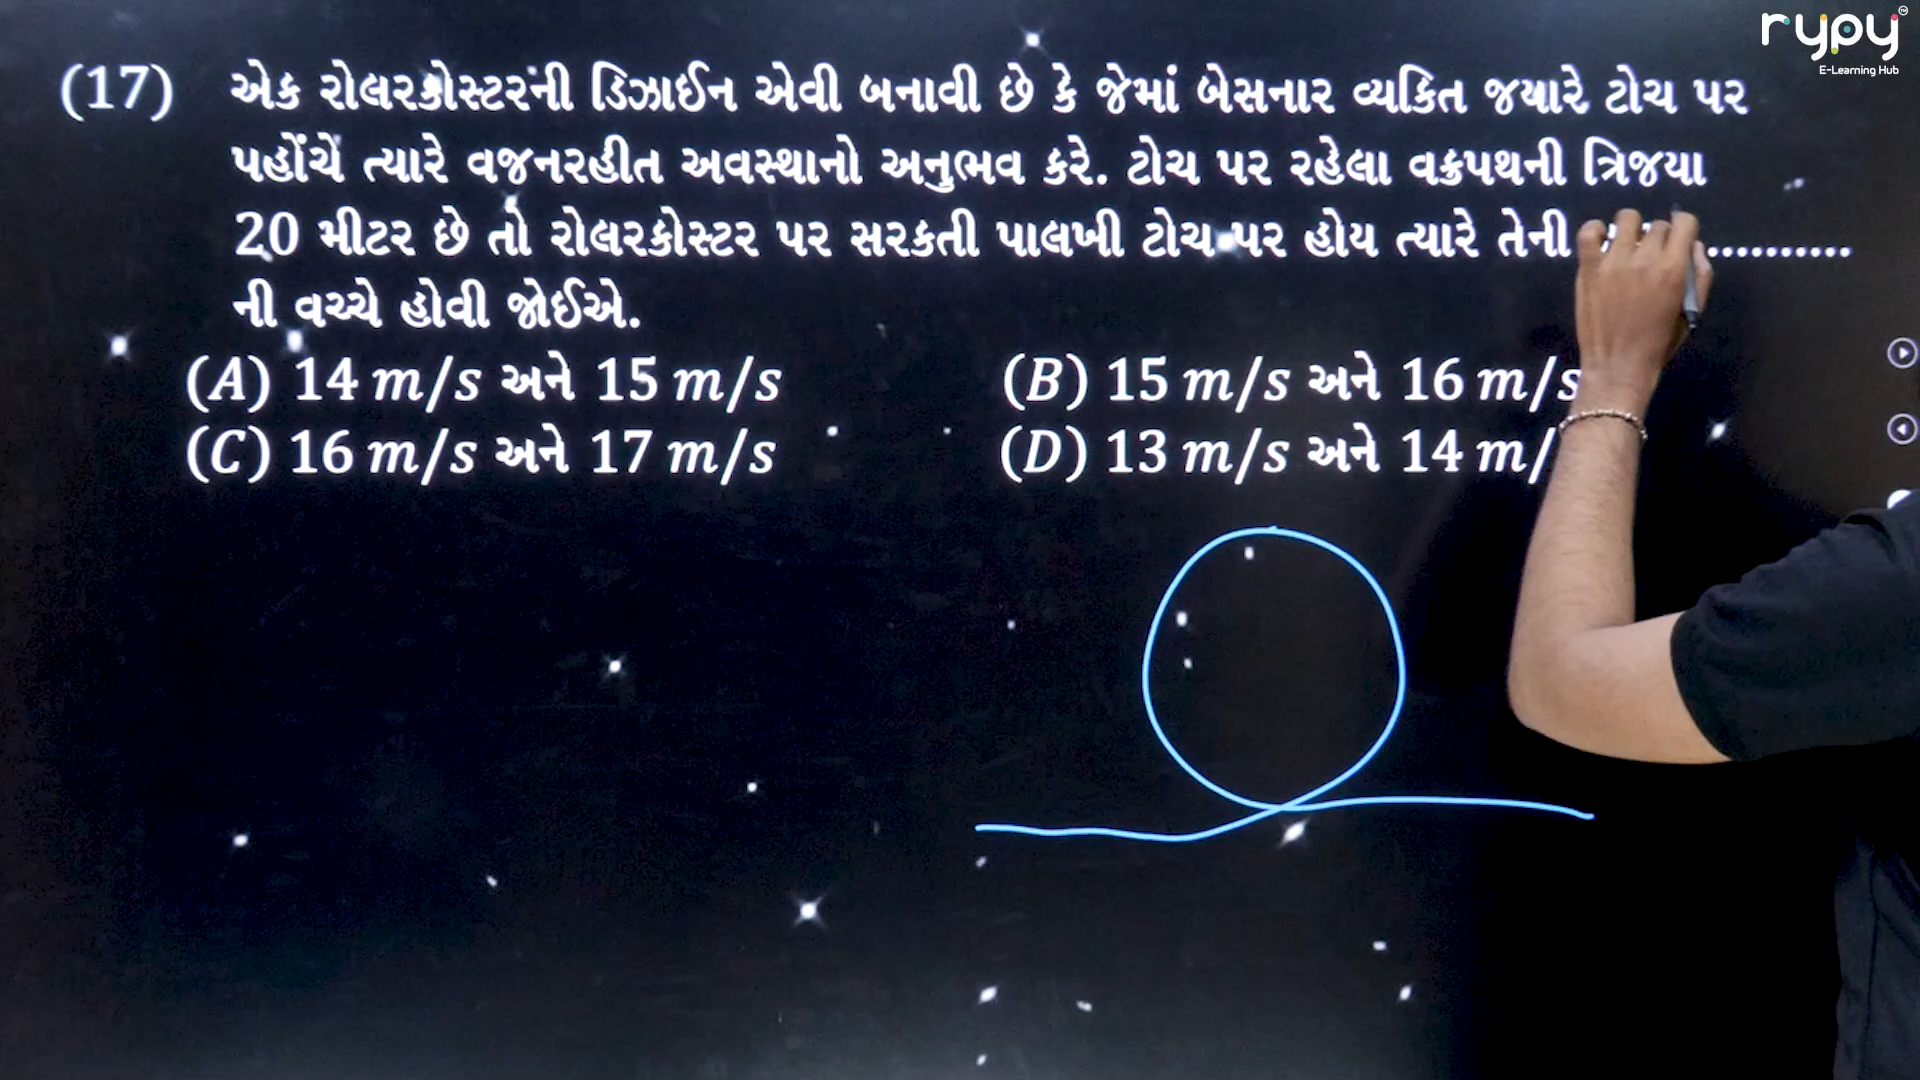 rypy
TM
E-Learning Hub
(17) એક રોલરકોસ્ટરની ડિઝાઈન એવી બનાવી છે કે જેમાં બેસનાર વ્યકિત જયારે ટોચ પર
પહોંચે ત્યારે વજનરહીત અવસ્થાનો અનુભવ કરે. ટોચ પર રહેલા વક્રપથની ત્રિજયા
20 મીટર છે તો રોલરકોસ્ટર પર સરકતી પાલખી ટોચ પર હોય ત્યારે તેની ..........
ની વચ્ચે હોવી જોઈએ.
(A) 14 m/s અને 15 m/s (B) 15 m/s અને 16 m/s
(C) 16 m/s અને 17 m/s (D) 13 m/s અને 14 m/